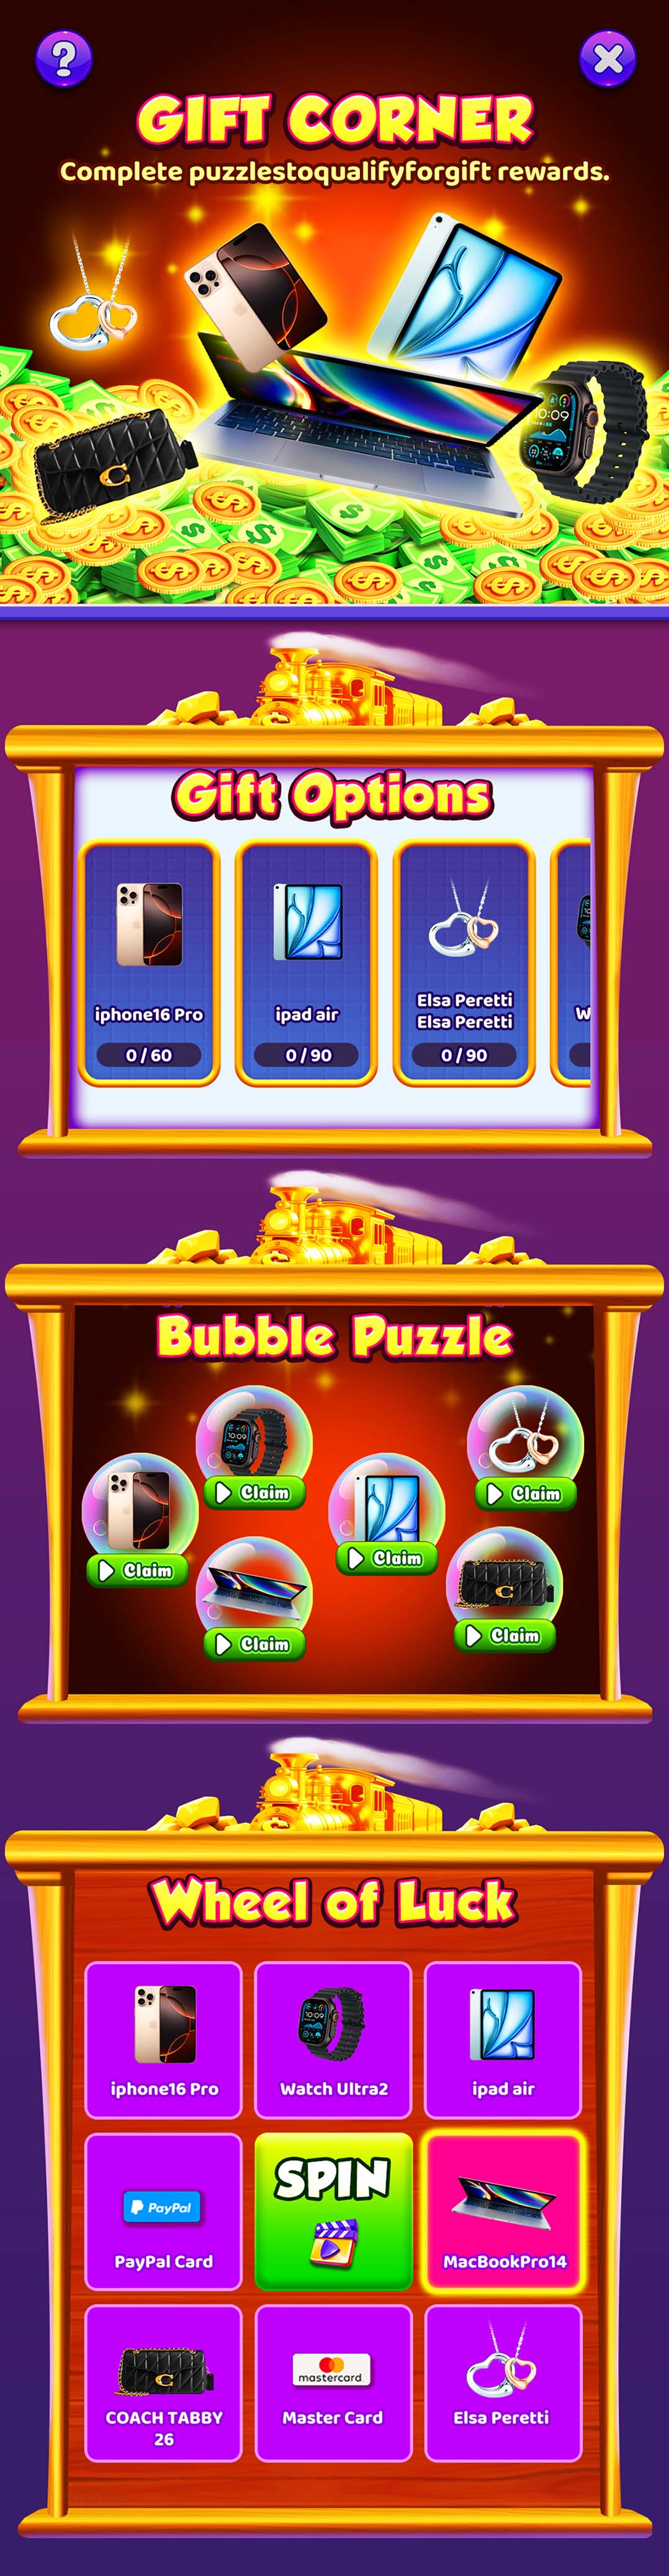 ?
GIFT CORNER
Complete puzzlestoqualifyforgift rewards.
10:09
Gift Options
iphone16 Pro
0/60
ipad air
0/90
Elsa Peretti
Elsa Peretti
0/90
W
Bubble Puzzle
10:09
Claim
Claim
Claim
Claim
Claim
Claim
Wheel of Luck
iphone16 Pro
10:09
Watch Ultra2
ipad air
PayPal
PayPal Card
SPIN
MacBookPro14
COACH TABBY
26
mastercard
Master Card
Elsa Peretti